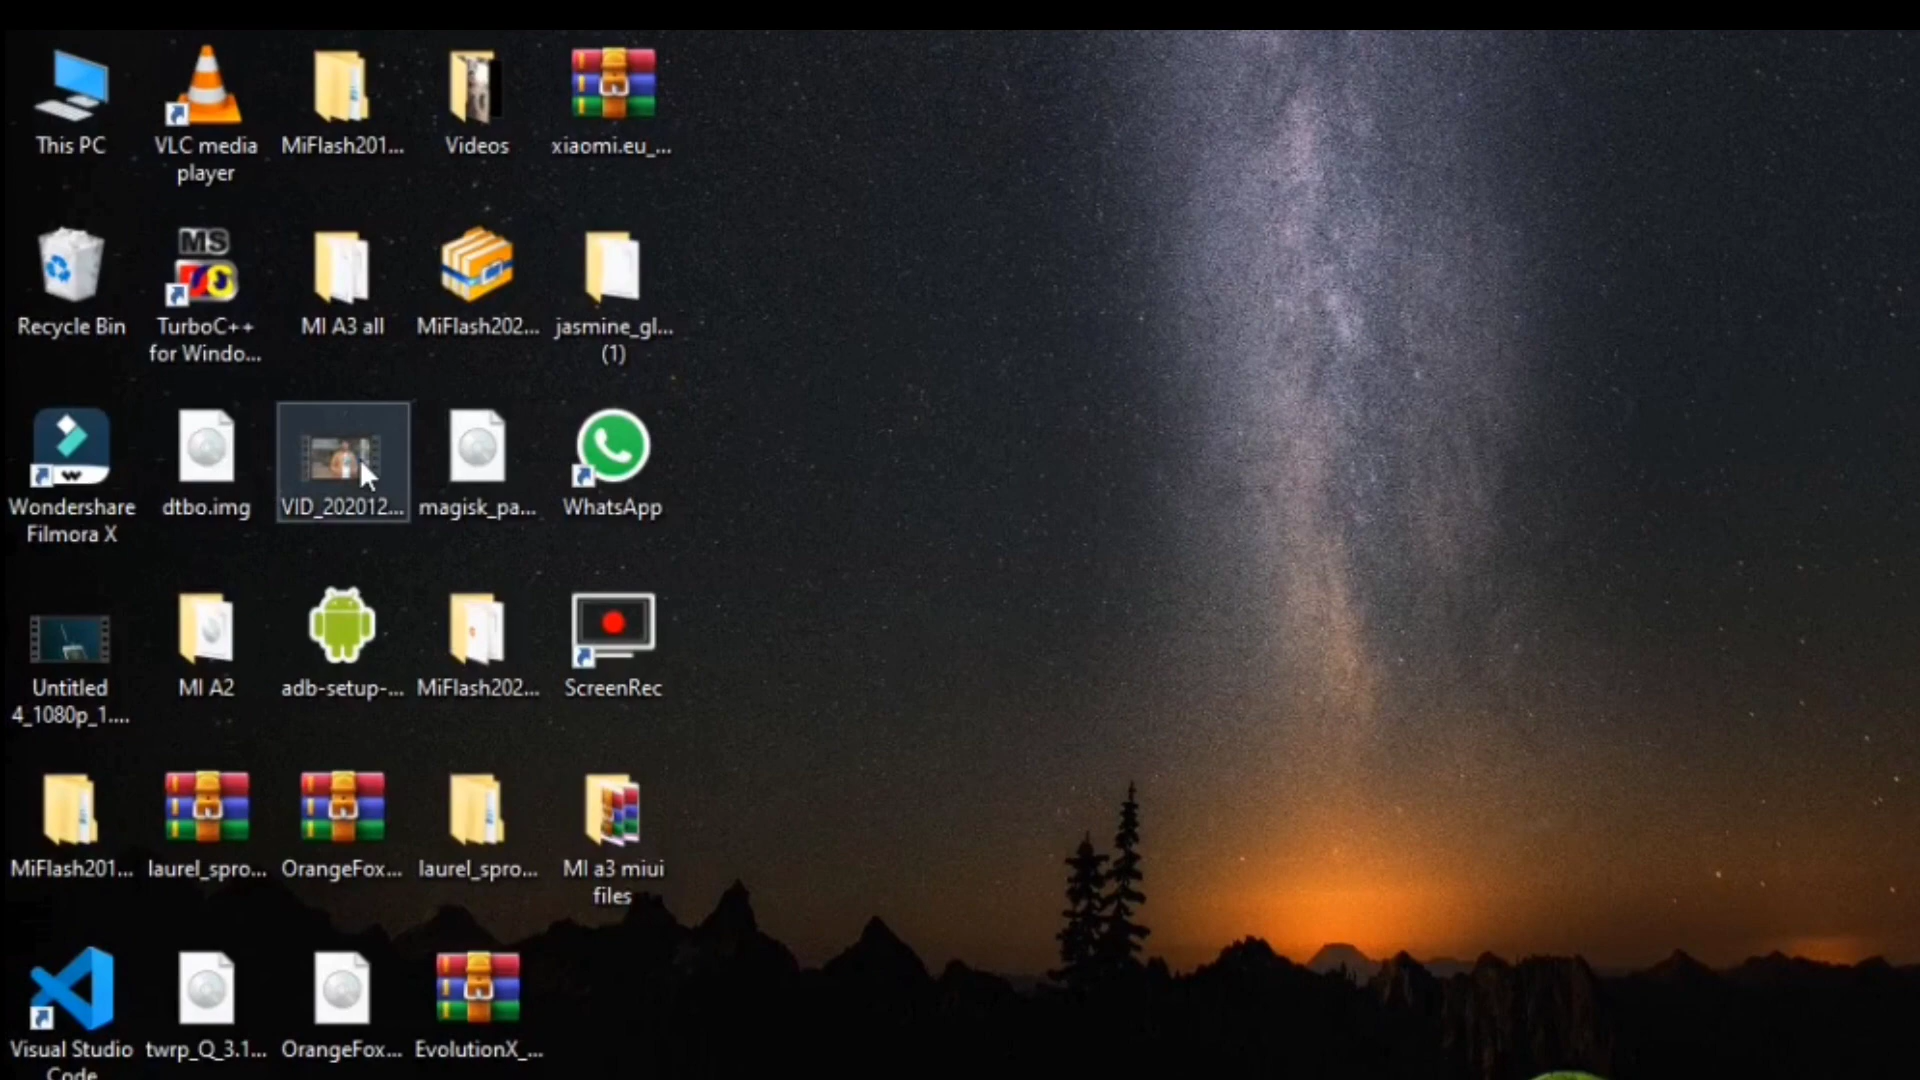 This PC
VLC media
player
MiFlash201...
Videos
xiaomi.eu_...
Recycle Bin
MS
TurboC++
for Windo...
MI A3 all
MiFlash202...
jasmine_gl...
(1)
Wondershare
Filmora X
dtbo.img
VID_202012...
magisk_pa...
WhatsApp
Untitled
4_1080p_1....
MI A2
adb-setup-...
MiFlash202...
ScreenRec
MiFlash201...
laurel_spro...
OrangeFox...
laurel_spro...
MI a3 miui
files
Visual Studio
Code
twrp_Q_3.1...
OrangeFox...
EvolutionX_...